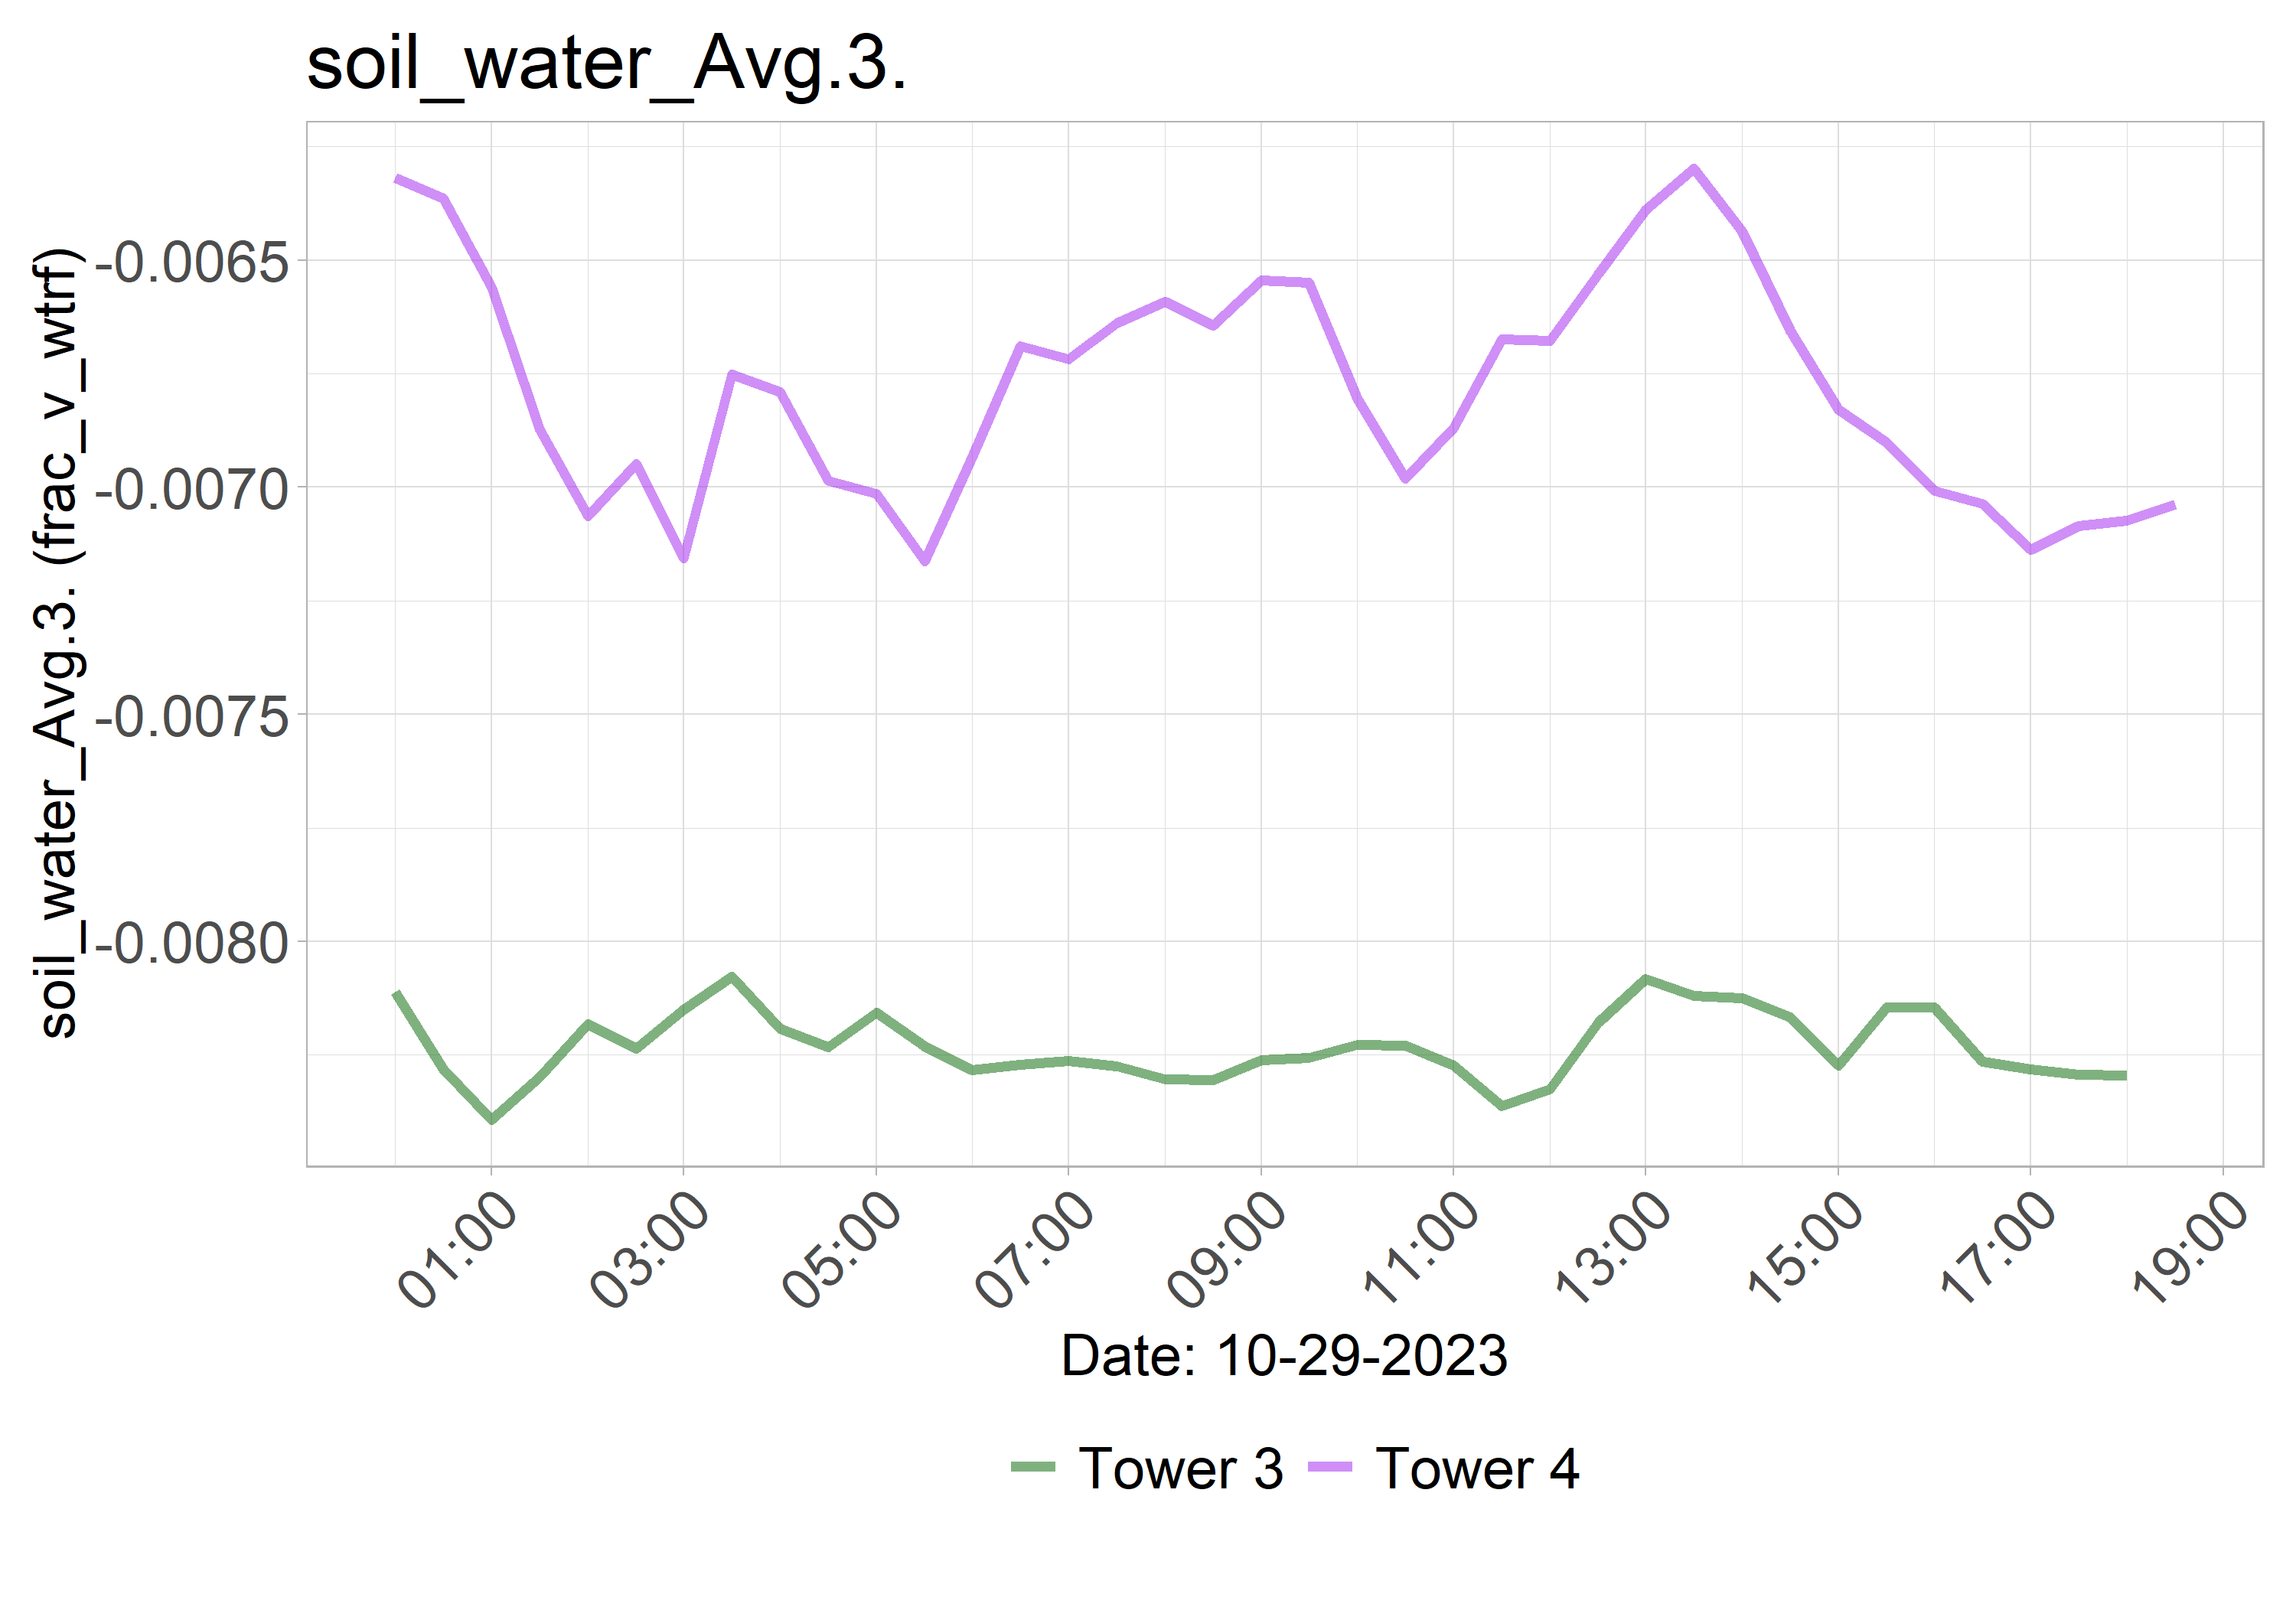 soil_water_Avg.3.
soil_water_Avg.3. (frac_v_wtrf)
-0.0065
-0.0070
-0.0075
-0.0080
01:00
03:00
05:00
07:00
09:00
11:00
13:00
15:00
17:00
19:00
Date: 10-29-2023
Tower 3
Tower 4